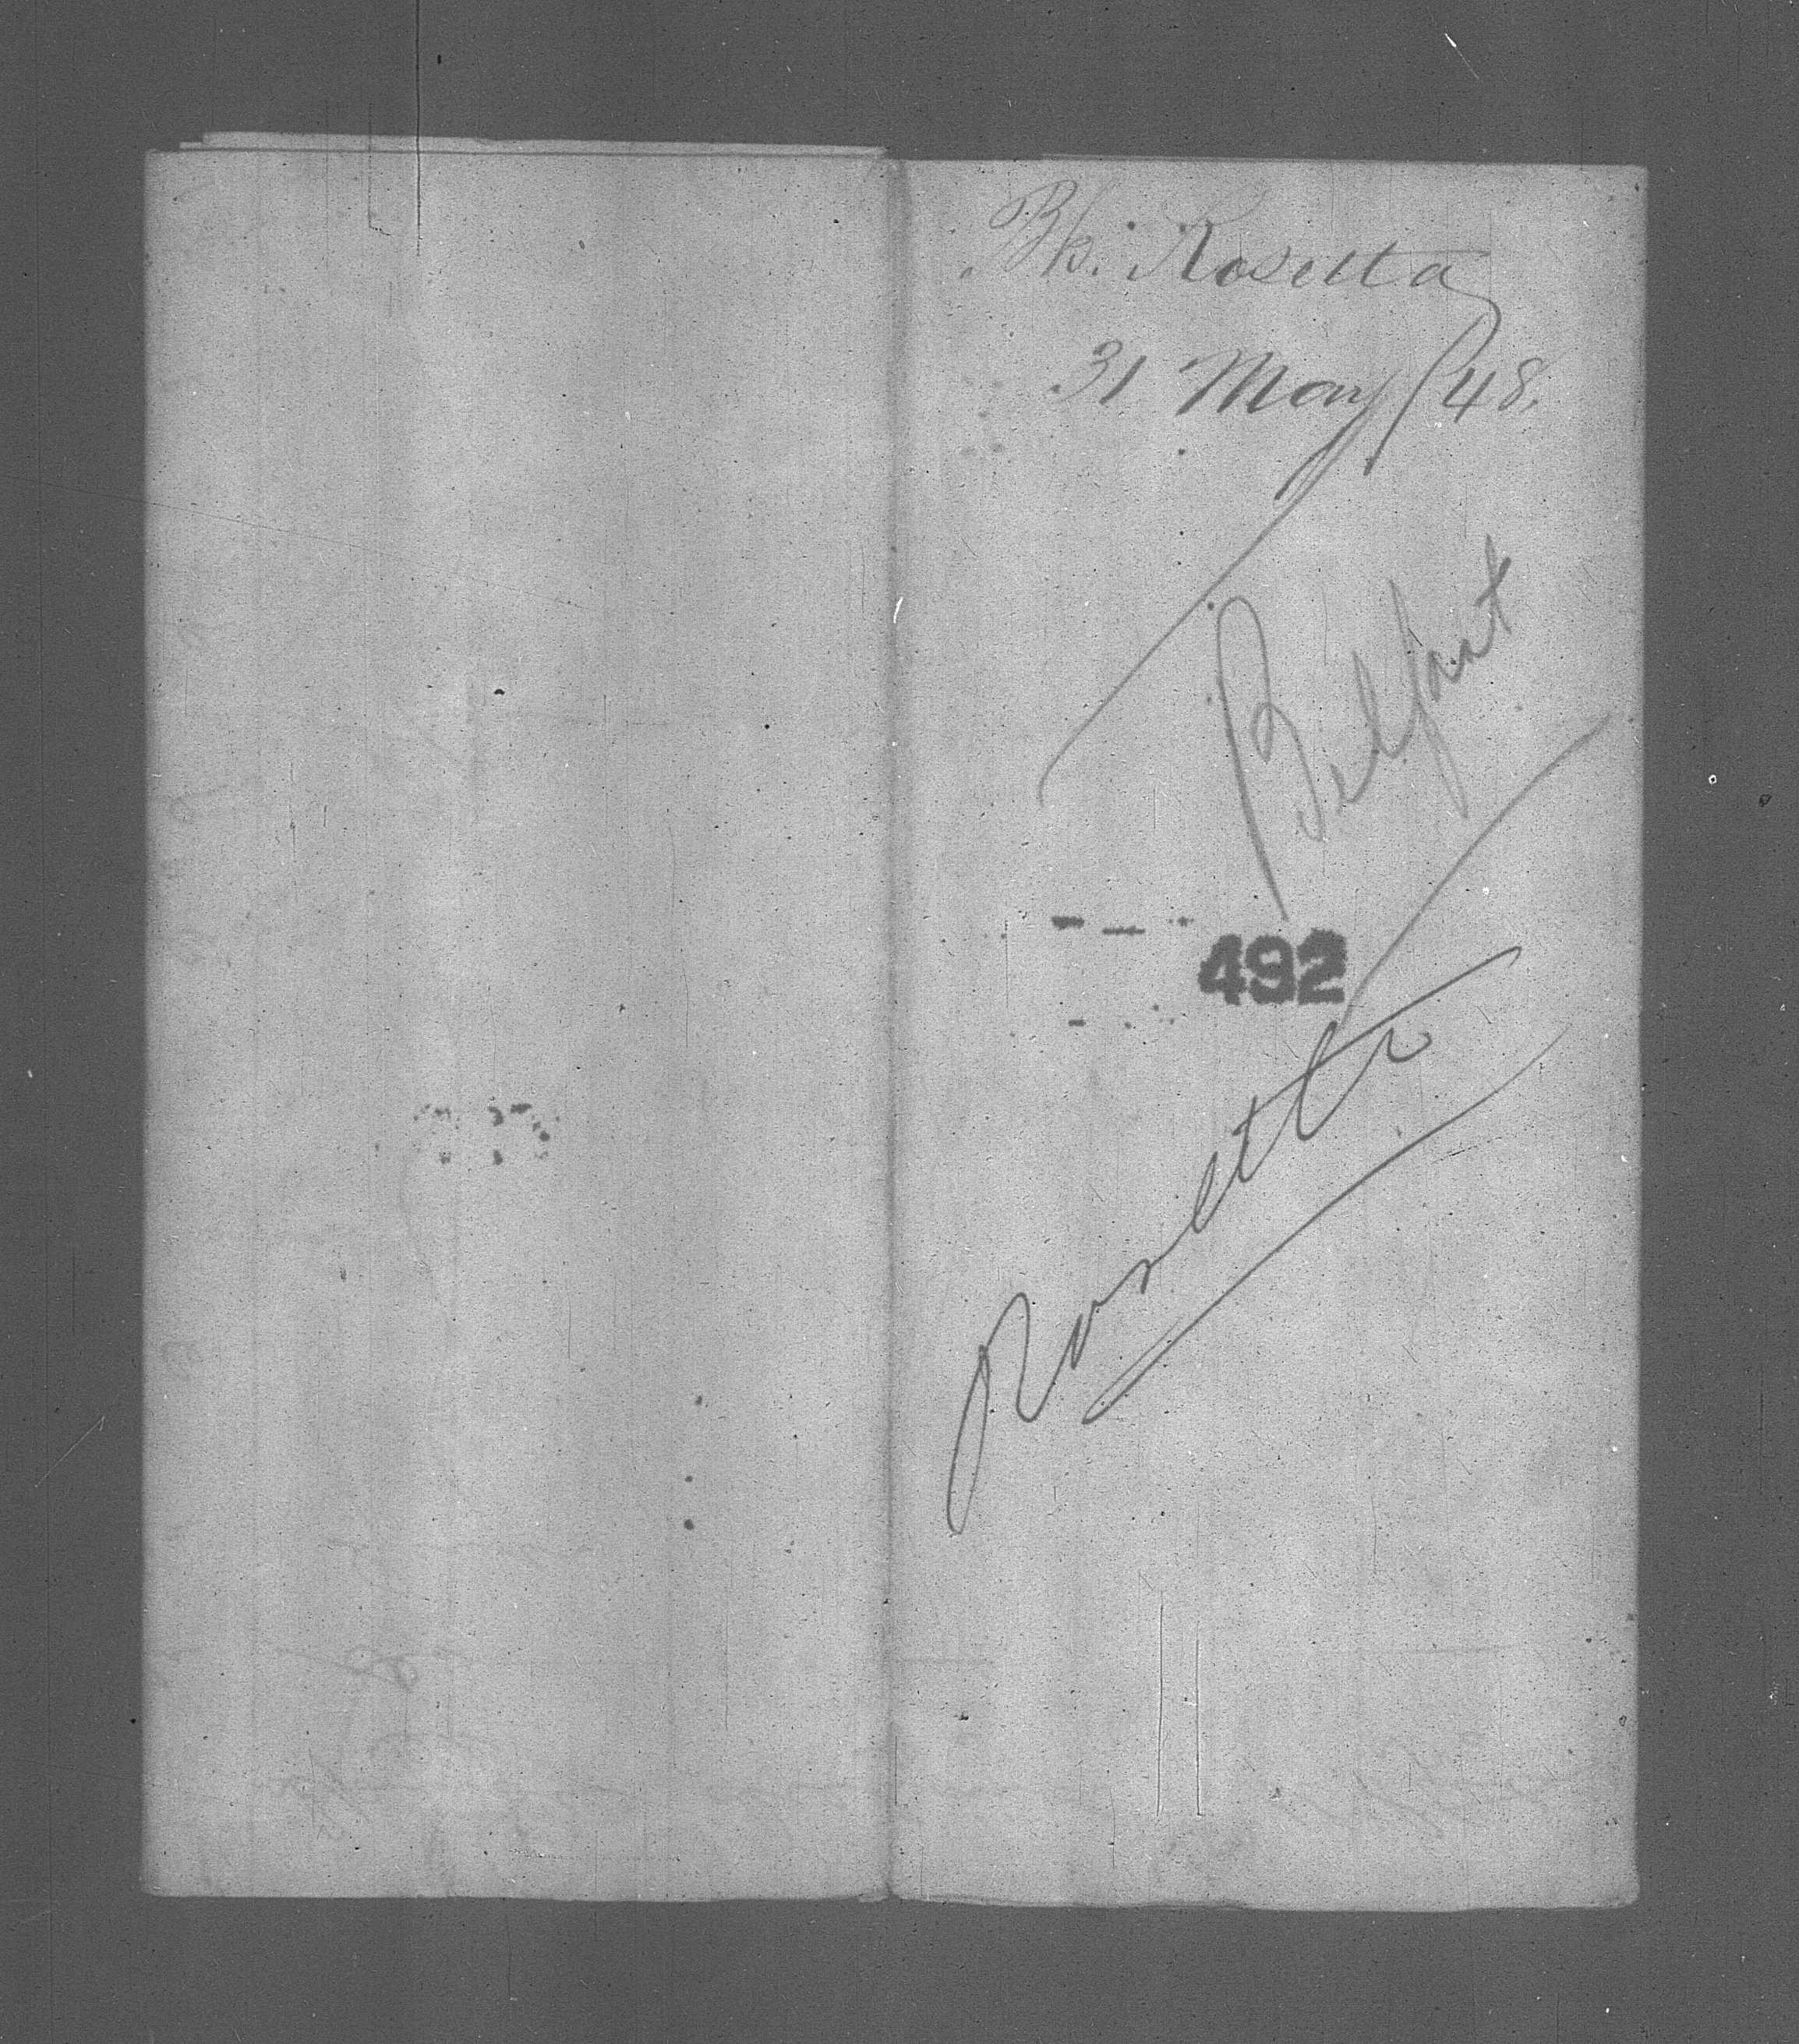 Bk. Rosetta
31 May /48.
Belfast
492
Rosetta